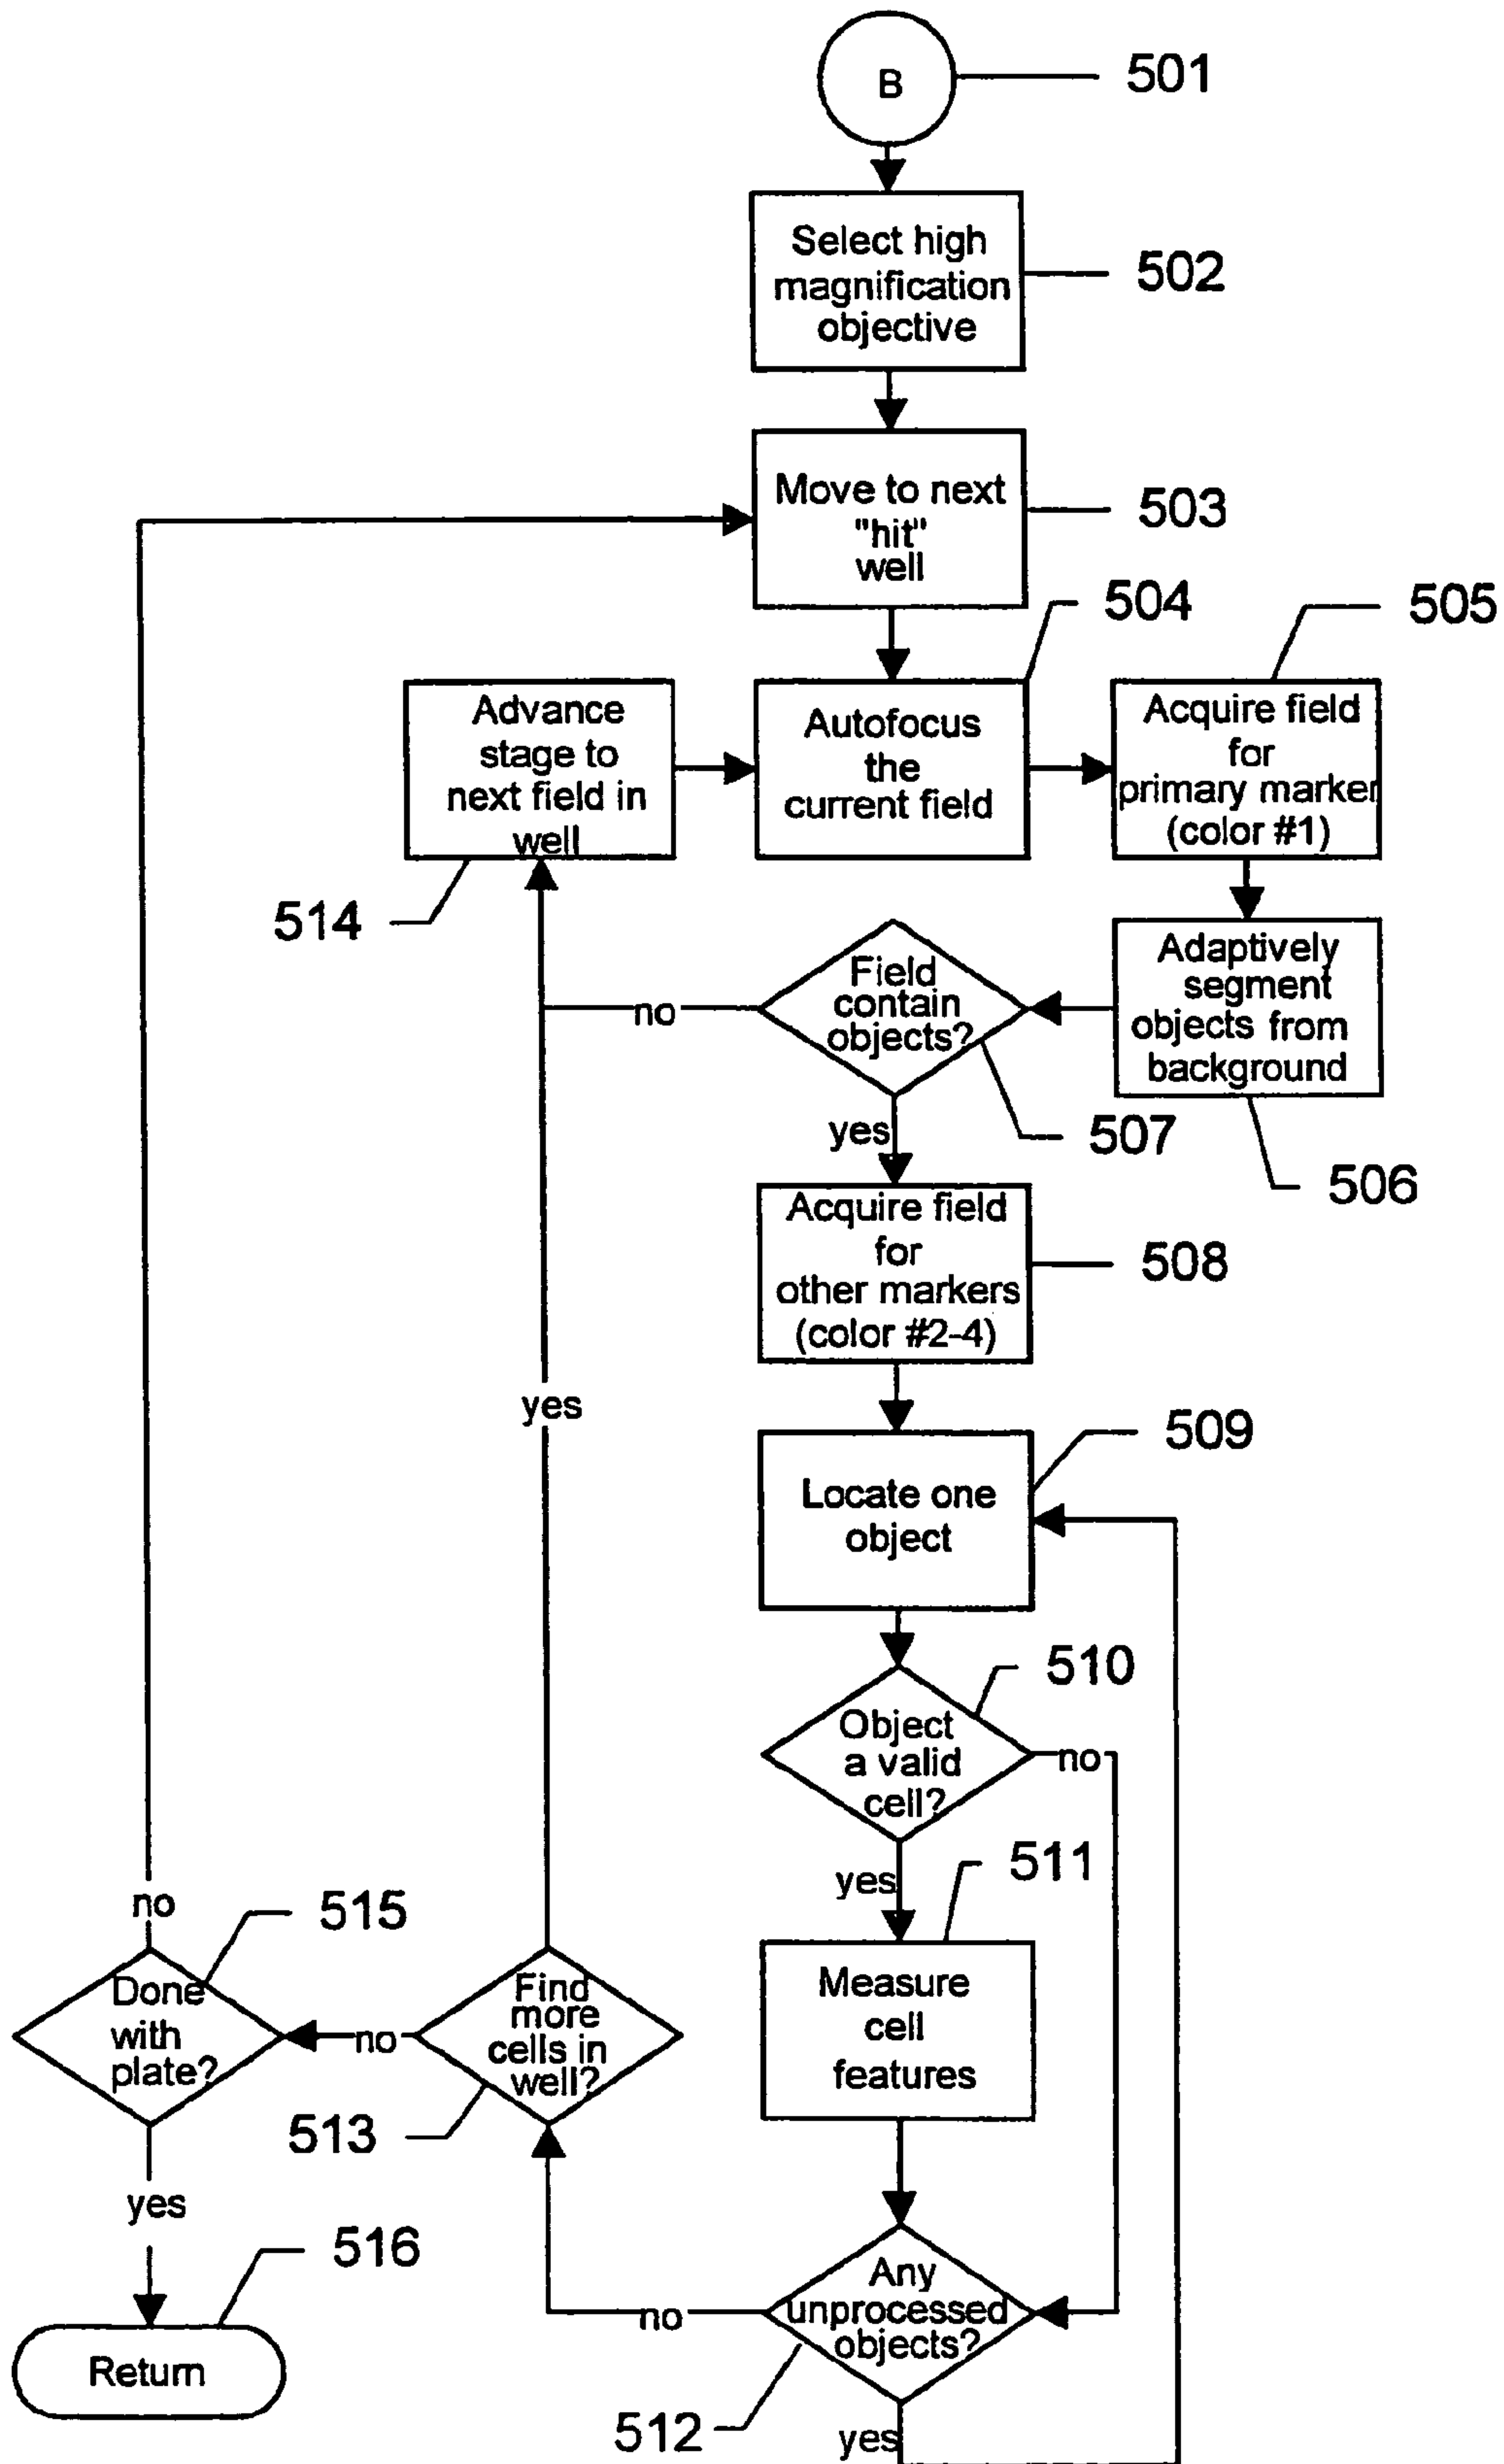 B
501
Select high
magnification
objective
502
Move to next
"hit"
well
503
504
505
Advance
stage to
next field in
well
Autofocus
the
current field
Acquire field
for
primary marker
(color #1)
514
Field
contain
objects?
no
Adaptively
segment
objects from
background
yes
507
506
Acquire field
for
other markers
(color #2-4)
508
yes
509
Locate one
object
510
Object
a valid
cell?
no
yes
511
no
515
Done
with
plate?
no
Find
more
cells in
well?
Measure
cell
features
513
yes
516
Return
no
Any
unprocessed
objects?
512
yes